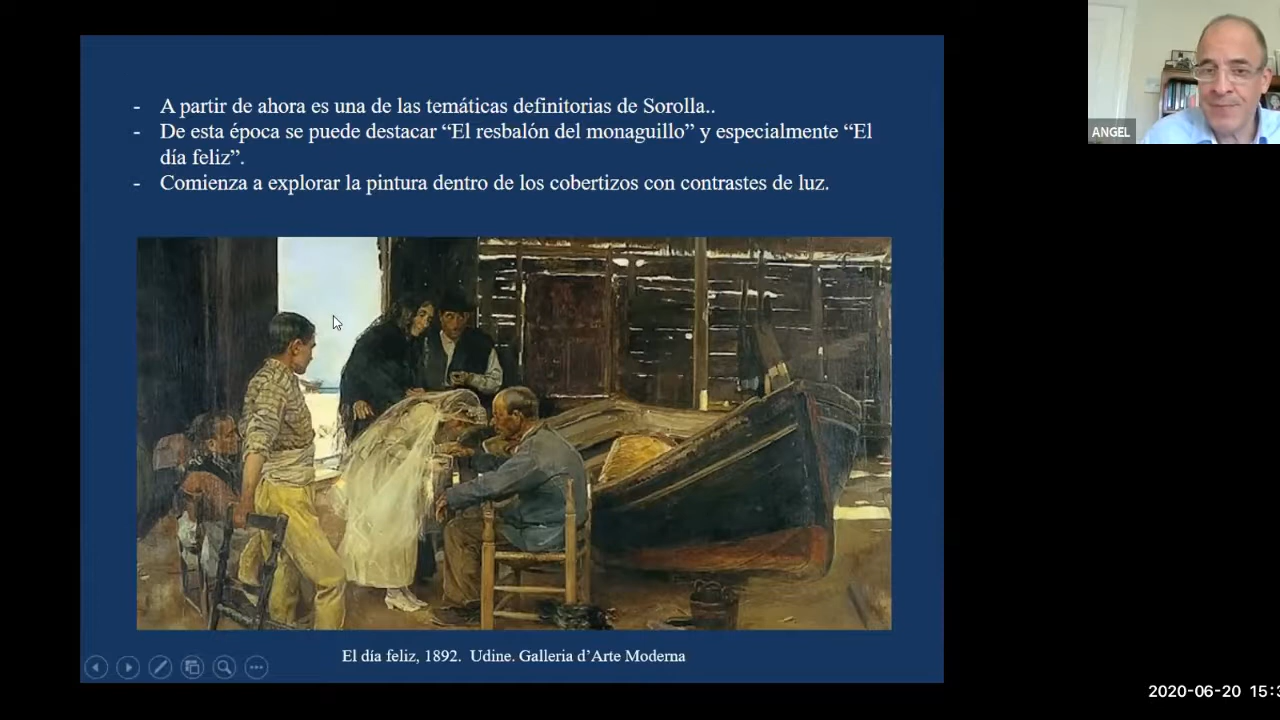 - A partir de ahora es una de las temáticas definitorias de Sorolla..
- De esta época se puede destacar “El resbalón del monaguillo” y especialmente “El
día feliz”.
- Comienza a explorar la pintura dentro de los cobertizos con contrastes de luz.
ANGEL
El día feliz, 1892. Udine. Galleria d’Arte Moderna
2020-06-20 15:3